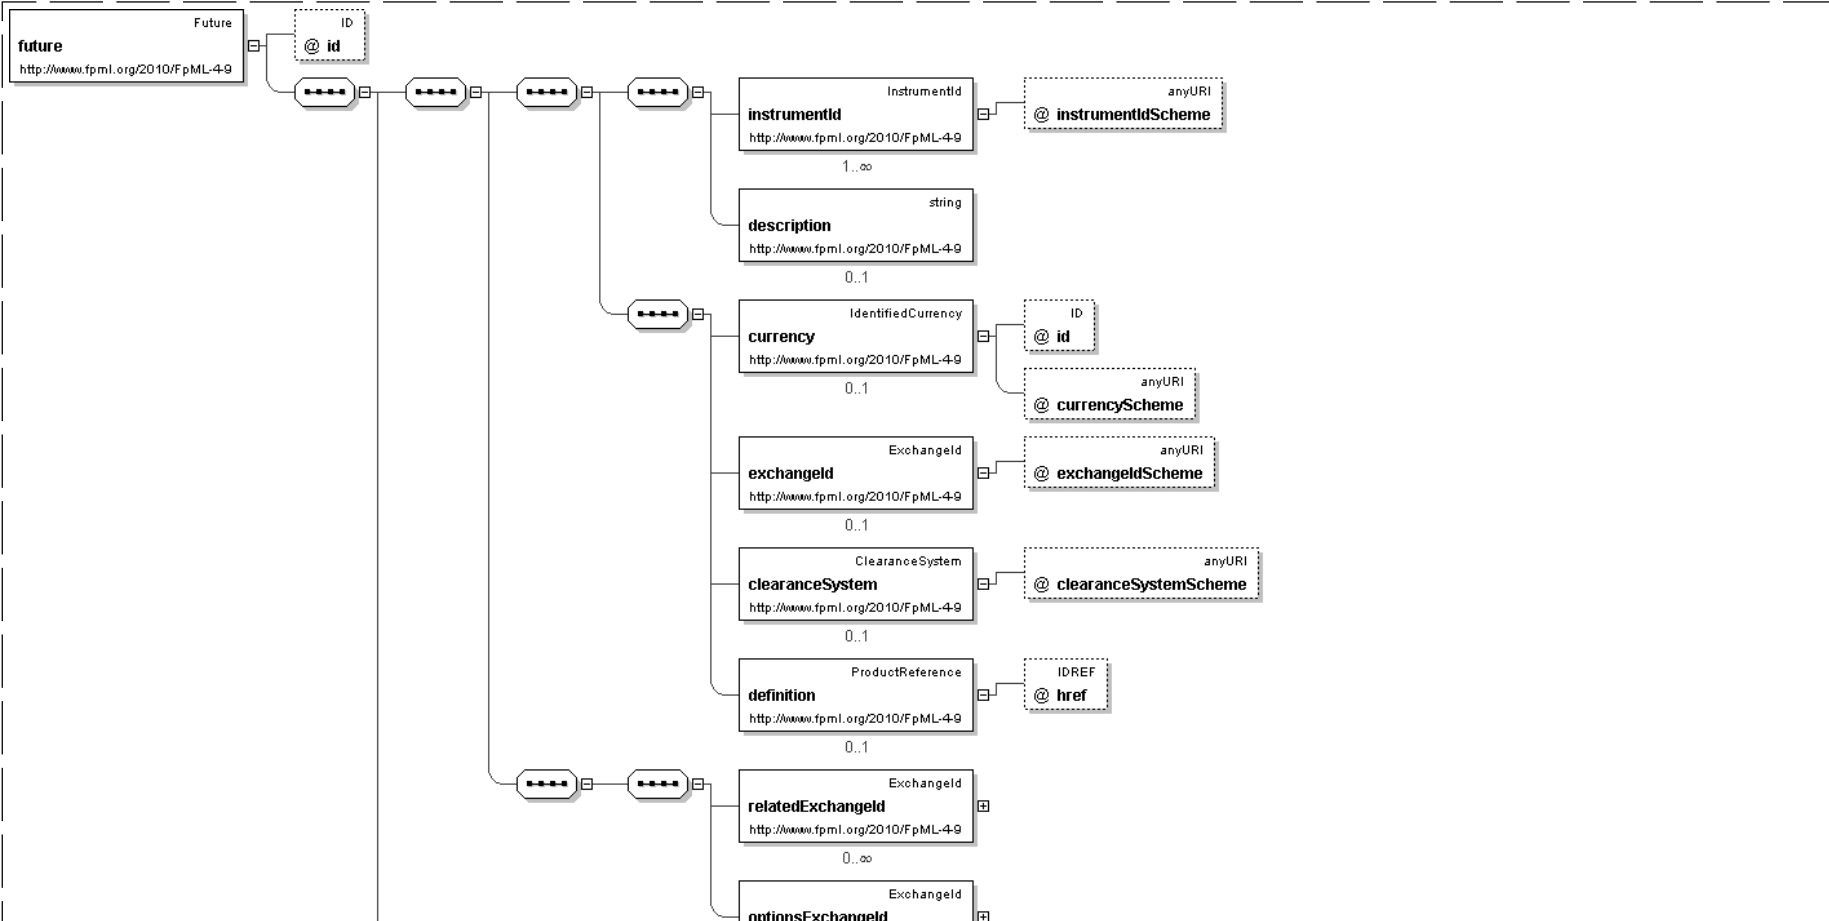 Future
future
http://www.fpml.org/2010/FpML-4-9
ID
@ id
InstrumentId
instrumentId
http://www.fpml.org/2010/FpML-4-9
1..∞
anyURI
@ instrumentIdScheme
string
description
http://www.fpml.org/2010/FpML-4-9
0..1
IdentifiedCurrency
currency
http://www.fpml.org/2010/FpML-4-9
0..1
ID
@ id
anyURI
@ currencyScheme
ExchangeId
exchangeId
http://www.fpml.org/2010/FpML-4-9
0..1
anyURI
@ exchangeIdScheme
ClearanceSystem
clearanceSystem
http://www.fpml.org/2010/FpML-4-9
0..1
anyURI
@ clearanceSystemScheme
ProductReference
definition
http://www.fpml.org/2010/FpML-4-9
0..1
IDREF
@ href
ExchangeId
relatedExchangeId
http://www.fpml.org/2010/FpML-4-9
0..∞
ExchangeId
optionsExchangeId